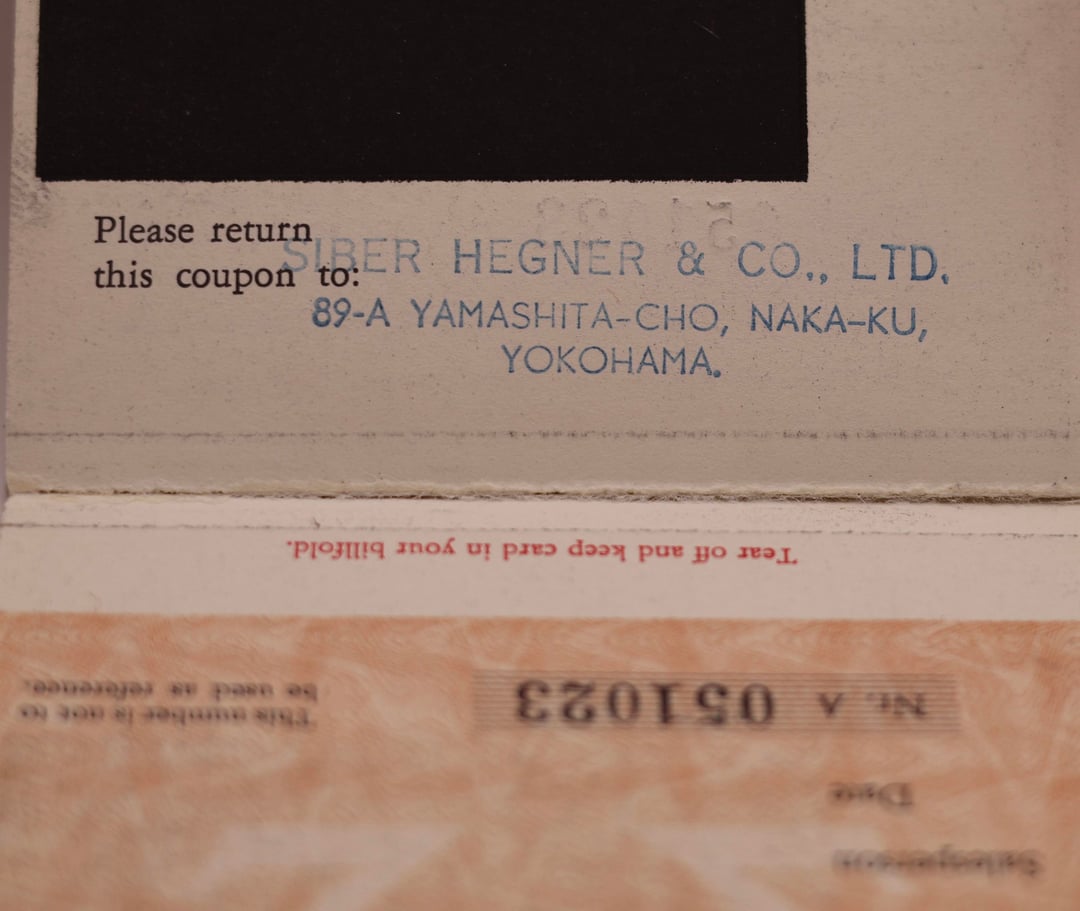 Please return
this coupon to:
SIBER HEGNER & CO., LTD.
89-A YAMASHITA-CHO, NAKA-KU,
YOKOHAMA.
Tear off and keep card in your billfold.
Nr. A 051023
This number is not to
be used as reference.
Date
Salesperson